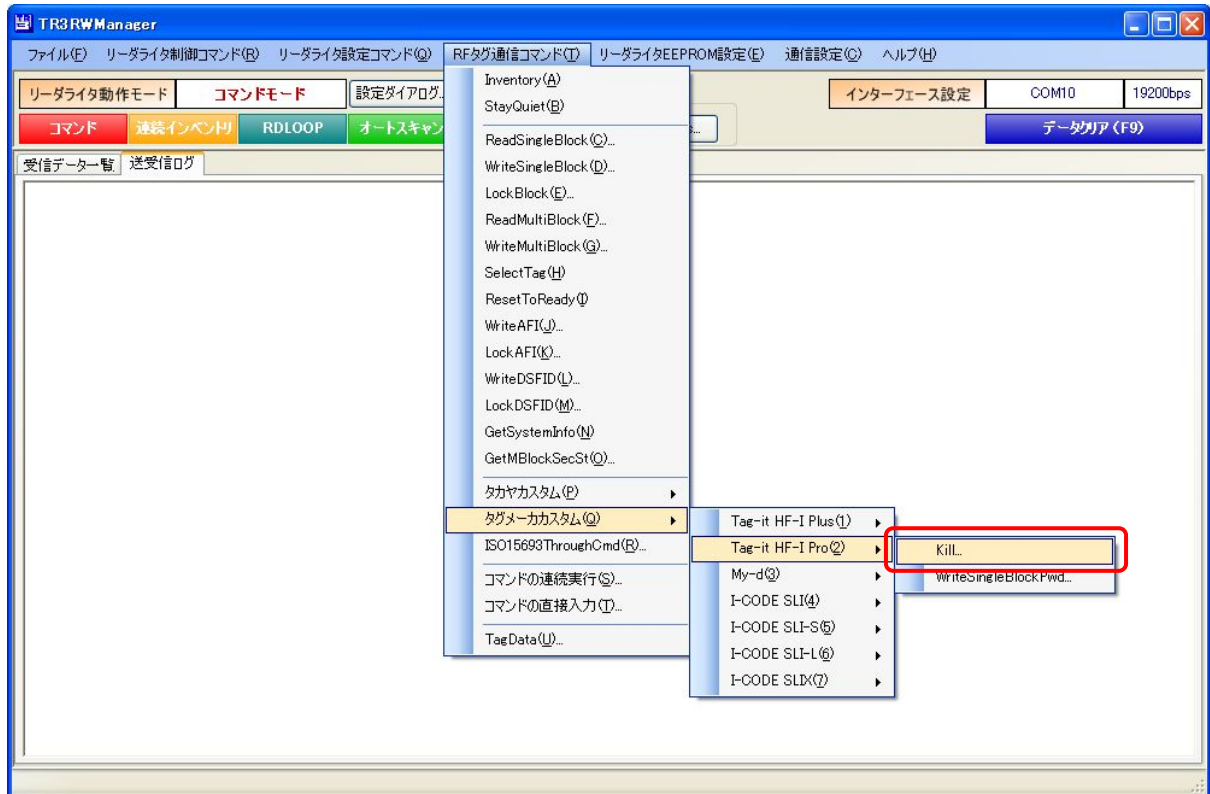 TR3RWManager
ファイル(F) リーダライタ制御コマンド(R) リーダライタ設定コマンド(Q) RFタグ通信コマンド(T) リーダライタEEPROM設定(E) 通信設定(C) ヘルプ(H)
リーダライタ動作モード コマンドモード 設定ダイアログ インターフェース設定 COM10 19200bps
コマンド 連続インベントリ RDLOOP オートスキャン ... データクリア(F9)
受信データ一覧 送受信ログ
Inventory(A)
StayQuiet(B)
ReadSingleBlock(C)...
WriteSingleBlock(D)...
LockBlock(E)...
ReadMultiBlock(F)...
WriteMultiBlock(G)...
SelectTag(H)
ResetToReady(I)
WriteAFI(J)...
LockAFI(K)...
WriteDSFID(L)...
LockDSFID(M)...
GetSystemInfo(N)
GetMBlockSecSt(O)...
タカヤカスタム(P)
タグメーカカスタム(Q)
ISO15693ThroughCmd(R)...
コマンドの連続実行(S)...
コマンドの直接入力(T)...
TagData(U)...
Tag-it HF-I Plus(1)
Tag-it HF-I Pro(2)
My-d(3)
I-CODE SLI(4)
I-CODE SLI-S(5)
I-CODE SLI-L(6)
I-CODE SLIX(7)
Kill...
WriteSingleBlockPwd...